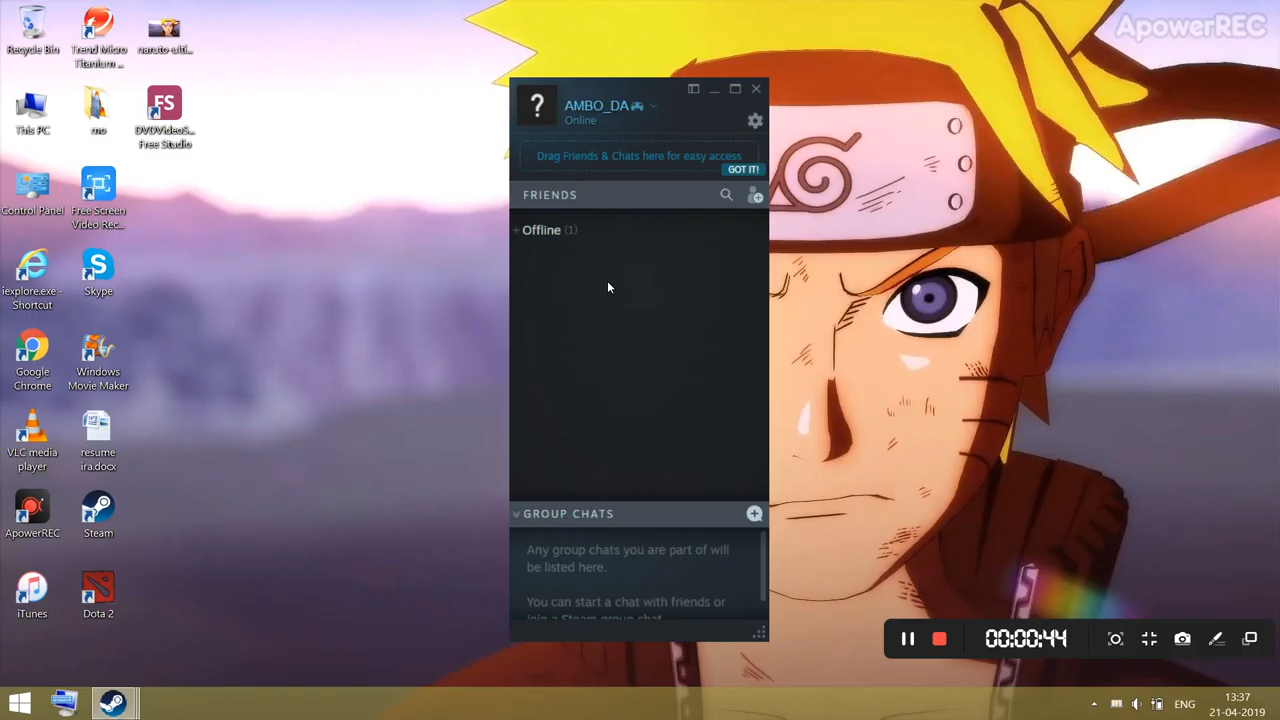 ApowerREC
Recycle Bin
Trend Micro
Titanium ...
naruto-ulti...
This PC
mo
FS
DVDVideoS...
Free Studio
Control Panel
Free Screen
Video Rec...
iexplore.exe -
Shortcut
Skype
Google
Chrome
Windows
Movie Maker
VLC media
player
resume
ira.docx
ApowerREC
Steam
iTunes
Dota 2
?
AMBO_DA
Online
Drag Friends & Chats here for easy access
GOT IT!
FRIENDS
+ Offline (1)
GROUP CHATS
Any group chats you are part of will
be listed here.
You can start a chat with friends or
join a Steam group chat.
00:00:44
ENG
13:37
21-04-2019